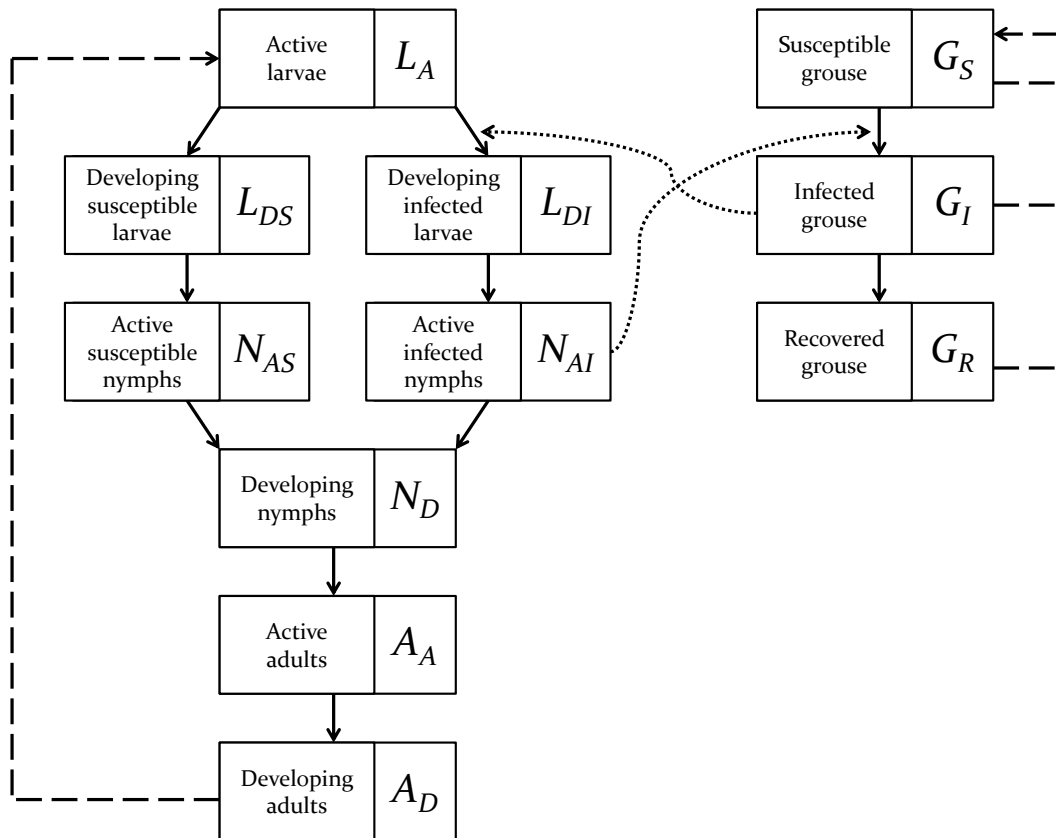 Active
larvae
L_A
Susceptible
grouse
G_S
Developing
susceptible
larvae
L_DS
Developing
infected
larvae
L_DI
Infected
grouse
G_I
Active
susceptible
nymphs
N_AS
Active
infected
nymphs
N_AI
Recovered
grouse
G_R
Developing
nymphs
N_D
Active
adults
A_A
Developing
adults
A_D